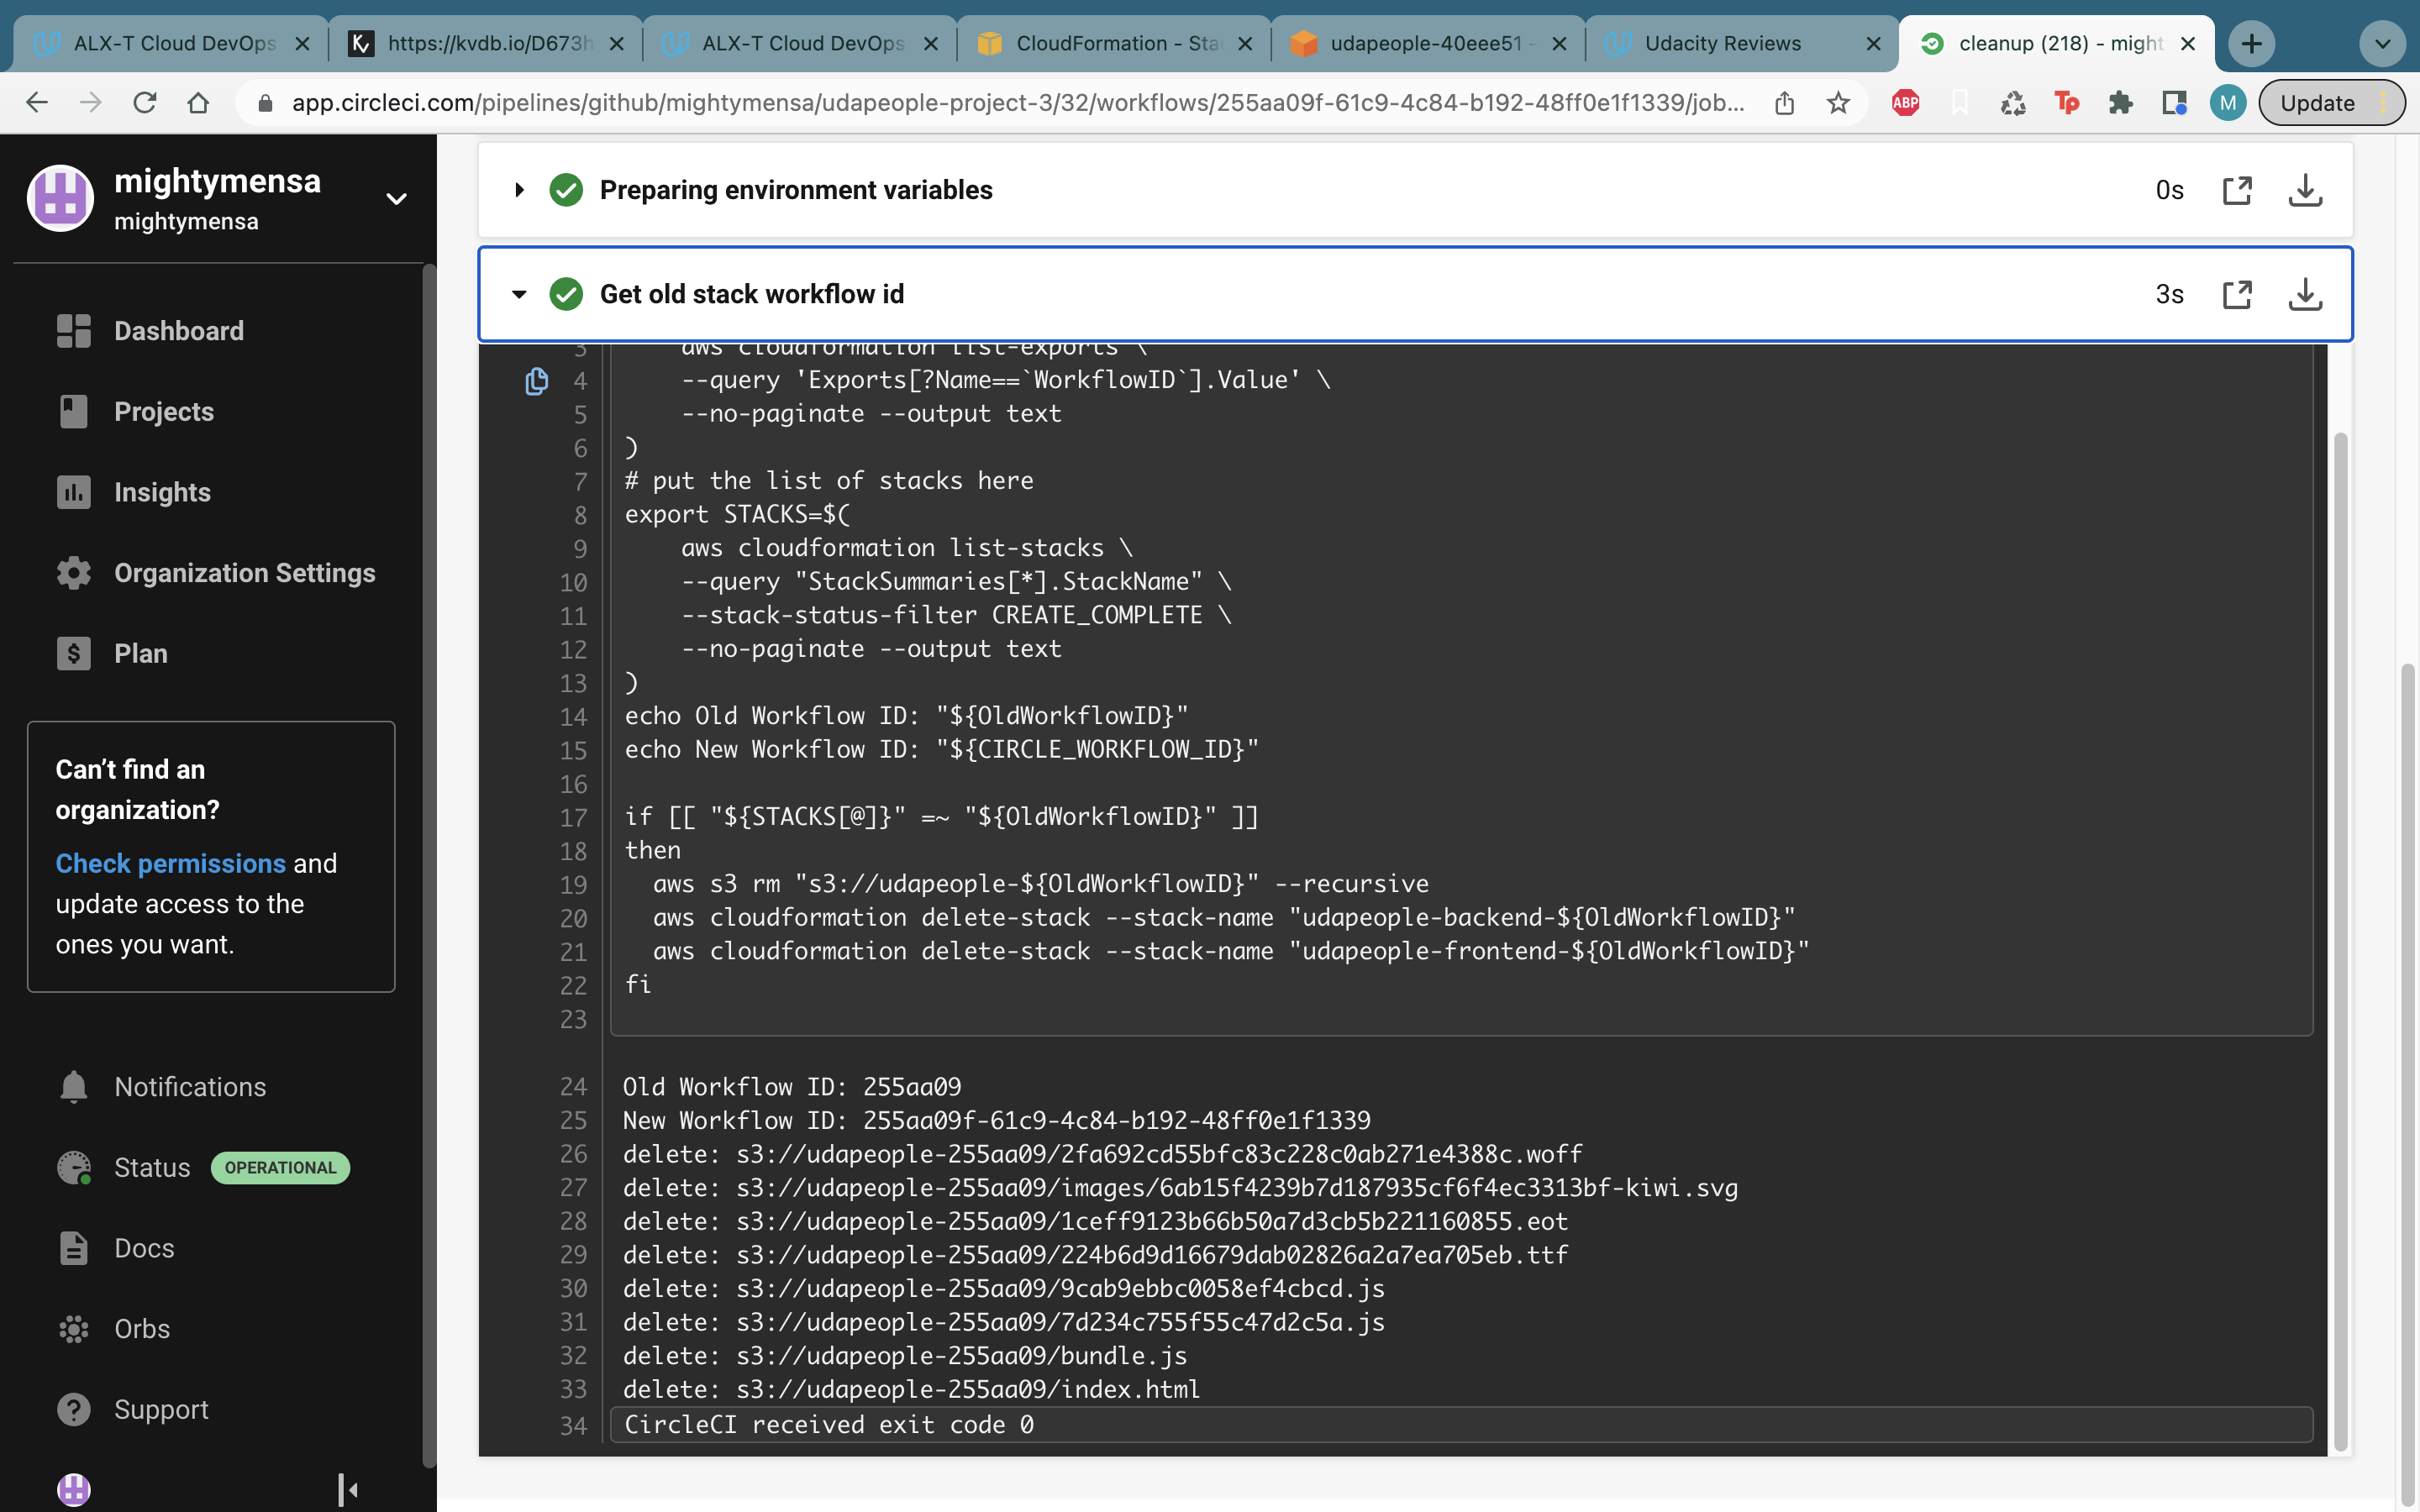 ALX-T Cloud DevOps
https://kvdb.io/D673h
ALX-T Cloud DevOps
CloudFormation - Sta
udapeople-40eee51 -
Udacity Reviews
cleanup (218) - might
app.circleci.com/pipelines/github/mightymensa/udapeople-project-3/32/workflows/255aa09f-61c9-4c84-b192-48ff0e1f1339/job...
ABP
Tp
M
Update
mightymensa
mightymensa
Dashboard
Projects
Insights
Organization Settings
$ Plan
Can't find an
organization?
Check permissions and
update access to the
ones you want.
Notifications
Status OPERATIONAL
Docs
Orbs
? Support
Preparing environment variables 0s
Get old stack workflow id 3s
3     aws cloudformation list-exports \
4     --query 'Exports[?Name==`WorkflowID`].Value' \
5     --no-paginate --output text
6 )
7 # put the list of stacks here
8 export STACKS=$(
9     aws cloudformation list-stacks \
10     --query "StackSummaries[*].StackName" \
11     --stack-status-filter CREATE_COMPLETE \
12     --no-paginate --output text
13 )
14 echo Old Workflow ID: "${OldWorkflowID}"
15 echo New Workflow ID: "${CIRCLE_WORKFLOW_ID}"
16
17 if [[ "${STACKS[@]}" =~ "${OldWorkflowID}" ]]
18 then
19   aws s3 rm "s3://udapeople-${OldWorkflowID}" --recursive
20   aws cloudformation delete-stack --stack-name "udapeople-backend-${OldWorkflowID}"
21   aws cloudformation delete-stack --stack-name "udapeople-frontend-${OldWorkflowID}"
22 fi
23
24 Old Workflow ID: 255aa09
25 New Workflow ID: 255aa09f-61c9-4c84-b192-48ff0e1f1339
26 delete: s3://udapeople-255aa09/2fa692cd55bfc83c228c0ab271e4388c.woff
27 delete: s3://udapeople-255aa09/images/6ab15f4239b7d187935cf6f4ec3313bf-kiwi.svg
28 delete: s3://udapeople-255aa09/1ceff9123b66b50a7d3cb5b221160855.eot
29 delete: s3://udapeople-255aa09/224b6d9d16679dab02826a2a7ea705eb.ttf
30 delete: s3://udapeople-255aa09/9cab9ebbc0058ef4cbcd.js
31 delete: s3://udapeople-255aa09/7d234c755f55c47d2c5a.js
32 delete: s3://udapeople-255aa09/bundle.js
33 delete: s3://udapeople-255aa09/index.html
34 CircleCI received exit code 0